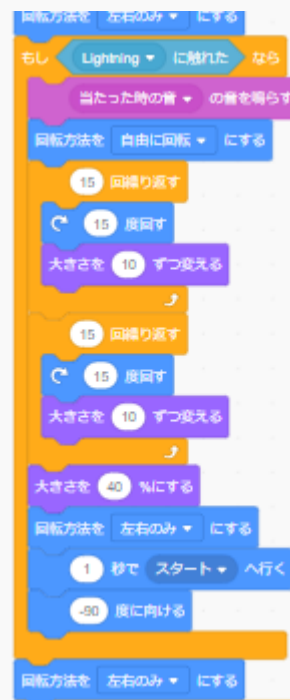 回転方法を 左右のみ にする
もし Lightning に触れた なら
当たった時の音 の音を鳴らす
回転方法を 自由に回転 にする
15 回繰り返す
15 度回す
大きさを 10 ずつ変える
15 回繰り返す
15 度回す
大きさを 10 ずつ変える
大きさを 40 %にする
回転方法を 左右のみ にする
1 秒で スタート へ行く
-90 度に向ける
回転方法を 左右のみ にする